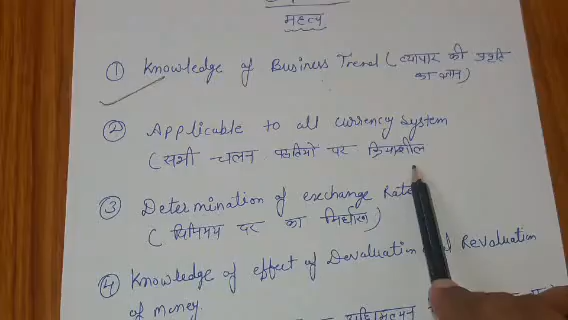 महत्व
① Knowledge of Business Trend (व्यापार की प्रवृति
का ज्ञान)
② Applicable to all currency system
(सभी चलन पद्धतियों पर क्रियाशील
③ Determination of exchange Rate
(विनिमय दर का निर्धारण)
④ Knowledge of effect of Devaluation Revaluation
of money.